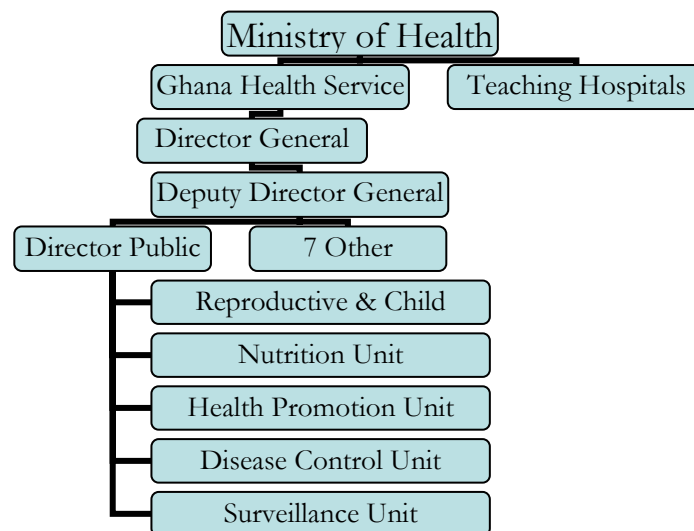 Ministry of Health
Ghana Health Service
Teaching Hospitals
Director General
Deputy Director General
Director Public
7 Other
Reproductive & Child
Nutrition Unit
Health Promotion Unit
Disease Control Unit
Surveillance Unit